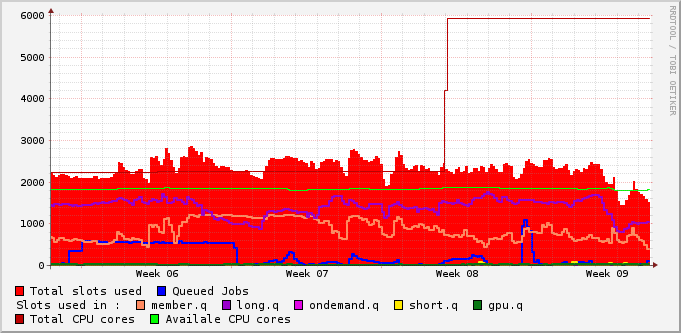 6000
5000
4000
3000
2000
1000
0
Week 06 Week 07 Week 08 Week 09
Total slots used Queued Jobs
Slots used in : member.q long.q ondemand.q short.q gpu.q
Total CPU cores Availale CPU cores
RRDTOOL / TOBI OETIKER